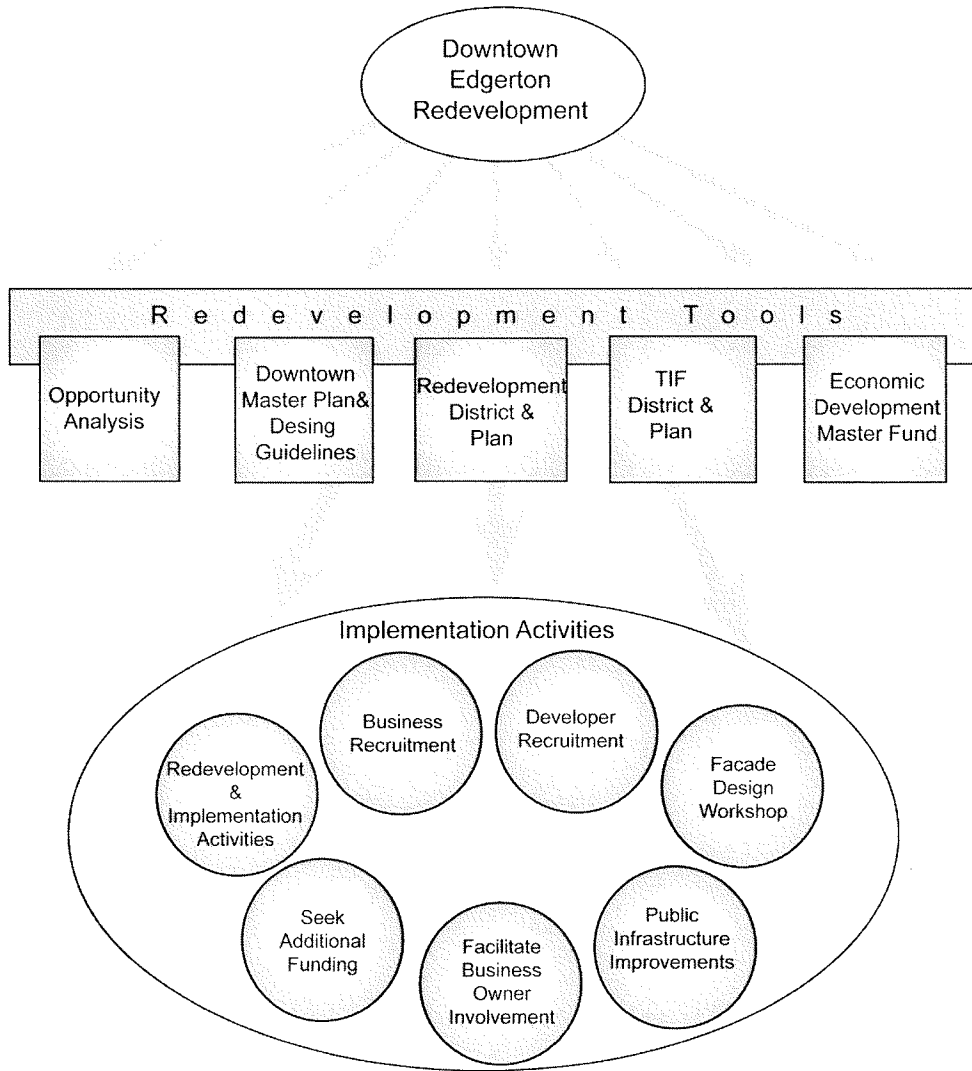 Downtown
Edgerton
Redevelopment
Redevelopment Tools
Opportunity
Analysis
Downtown
Master Plan&
Desing
Guidelines
Redevelopment
District &
Plan
TIF
District &
Plan
Economic
Development
Master Fund
Implementation Activities
Business
Recruitment
Developer
Recruitment
Redevelopment
&
Implementation
Activities
Facade
Design
Workshop
Seek
Additional
Funding
Facilitate
Business
Owner
Involvement
Public
Infrastructure
Improvements